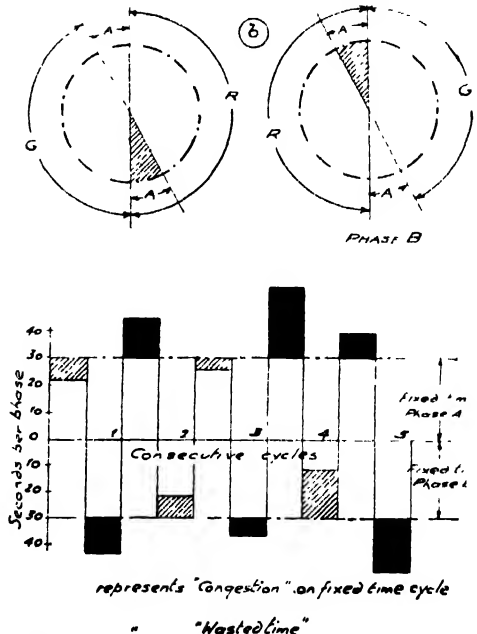 A
b
A
G
R
R
G
A
A
PHASE B
40
30
20
10
0
10
20
30
40
Seconds per phase
1
2
3
4
5
Consecutive cycles
Fixed
Phase A
Fixed
Phase
represents "Congestion" on fixed time cycle
" "Wasted time"